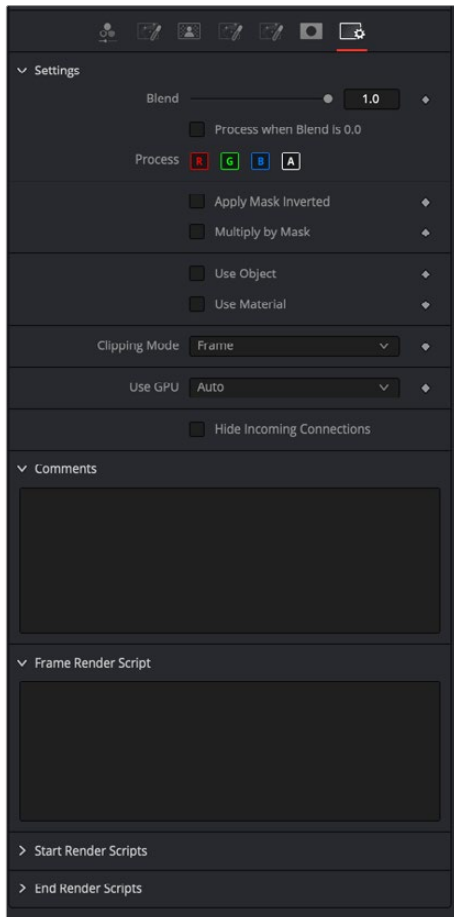 Settings
Blend 1.0
Process when Blend is 0.0
Process R G B A
Apply Mask Inverted
Multiply by Mask
Use Object
Use Material
Clipping Mode Frame
Use GPU Auto
Hide Incoming Connections
Comments
Frame Render Script
Start Render Scripts
End Render Scripts